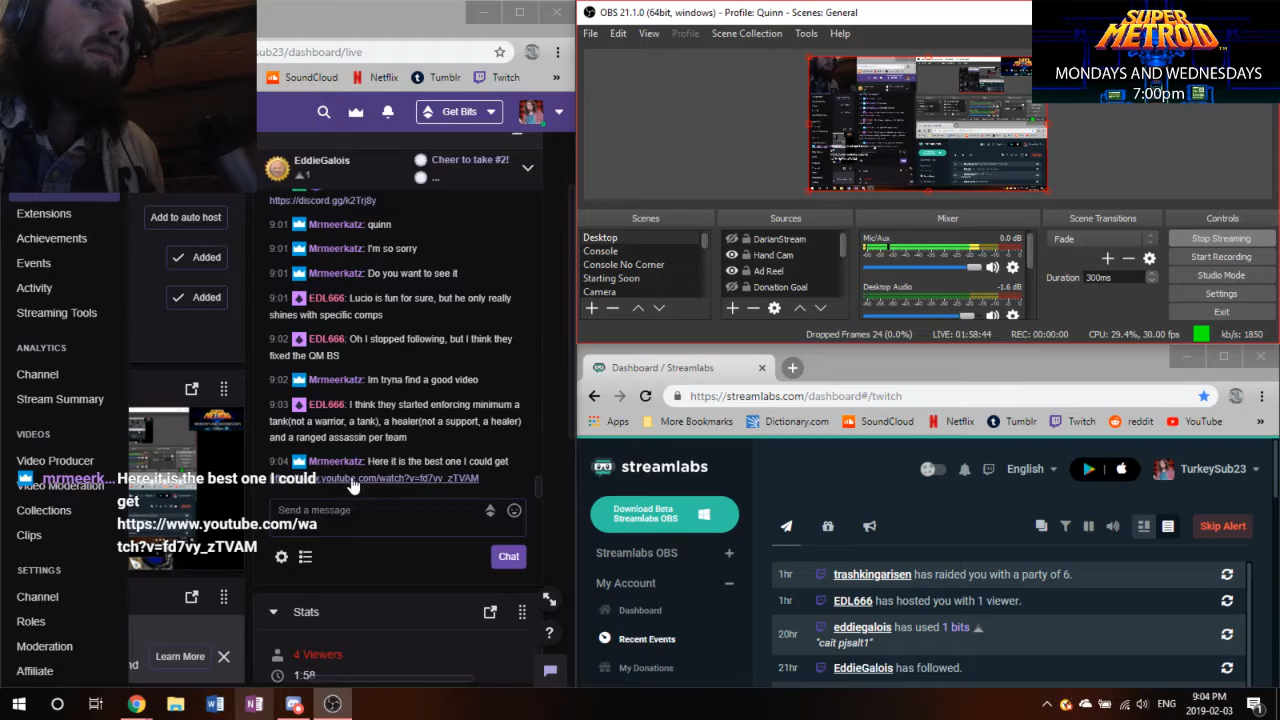 sub23/dashboard/live
Netflix
Tumblr
Twitch
»
Get Bits
EddieGalois
Cheer to take #2!
...
https://discord.gg/k2Trj8y
9:01 Mrmeerkatz: quinn
9:01 Mrmeerkatz: I'm so sorry
9:01 Mrmeerkatz: Do you want to see it
9:01 EDL666: Lucio is fun for sure, but he only really
shines with specific comps
9:02 EDL666: Oh I stopped following, but I think they
fixed the QM BS
9:02 Mrmeerkatz: Im tryna find a good video
9:03 EDL666: I think they started enforcing minimum a
tank(not a warrior, a tank), a healer(not a support, a healer)
and a ranged assasin per team
9:04 Mrmeerkatz: Here it is the best one I could get
.youtube.com/watch?v=fd7vy_zTVAM
Send a message
Chat
Stats
4 Viewers
1:58
Extensions
Achievements
Events
Activity
Streaming Tools
ANALYTICS
Channel
Stream Summary
VIDEOS
Video Producer
Video Moderation
Collections
Clips
SETTINGS
Channel
Roles
Moderation
Affiliate
Add to auto host
Added
Added
Learn More
mrmeerk... Here it is the best one I could
get
https://www.youtube.com/wa
tch?v=fd7vy_zTVAM
OBS 21.1.0 (64bit, windows) - Profile: Quinn - Scenes: General
File Edit View Profile Scene Collection Tools Help
SUPER
METROID
MONDAYS AND WEDNESDAYS
7:00pm
Scenes
Desktop
Console
Console No Corner
Starting Soon
Camera
Sources
DarianStream
Hand Cam
Ad Reel
Donation Goal
Mixer
Mic/Aux 0.0 dB
Desktop Audio -1.6 dB
Scene Transitions
Fade
Duration 300ms
Controls
Stop Streaming
Start Recording
Studio Mode
Settings
Exit
Dropped Frames 24 (0.0%) LIVE: 01:58:44 REC: 00:00:00 CPU: 29.4%, 30.00 fps kb/s: 1850
Dashboard / Streamlabs
https://streamlabs.com/dashboard#/twitch
Apps More Bookmarks Dictionary.com SoundCloud Netflix Tumblr Twitch reddit YouTube »
streamlabs
English
TurkeySub23
Download Beta
Streamlabs OBS
Streamlabs OBS
My Account
Dashboard
Recent Events
My Donations
Skip Alert
1hr trashkingarisen has raided you with a party of 6.
1hr EDL666 has hosted you with 1 viewer.
20hr eddiegalois has used 1 bits
"cait pjsalt1"
21hr EddieGalois has followed.
ENG
9:04 PM
2019-02-03